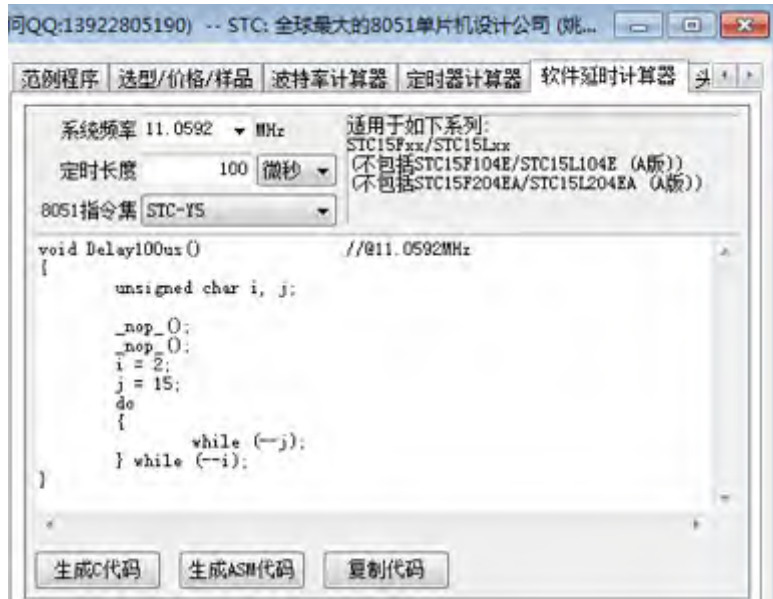 问QQ:13922805190) -- STC: 全球最大的8051单片机设计公司 (姚...
范例程序 选型/价格/样品 波特率计算器 定时器计算器 软件延时计算器 头
系统频率 11.0592 MHz
定时长度 100 微秒
8051指令集 STC-Y5
适用于如下系列:
STC15Fxx/STC15Lxx
(不包括STC15F104E/STC15L104E (A版))
(不包括STC15F204EA/STC15L204EA (A版))
void Delay100us() //@11.0592MHz
{
unsigned char i, j;
_nop_();
_nop_();
i = 2;
j = 15;
do
{
while (--j);
} while (--i);
}
生成C代码 生成ASM代码 复制代码